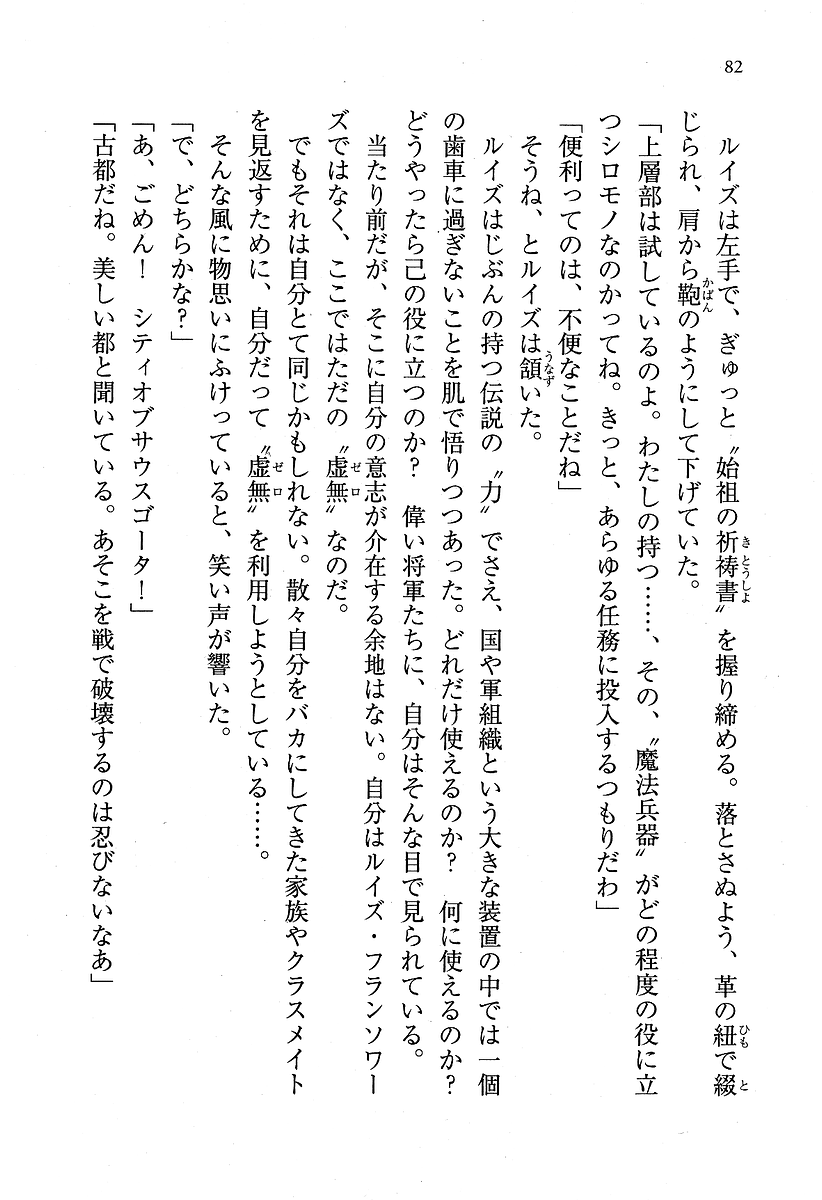 82
ルイズは左手で、ぎゅっと〝始祖の祈祷書〟を握り締める。落とさぬよう、革の紐で綴
じられ、肩から鞄のようにして下げていた。
「上層部は試しているのよ。わたしの持つ……、その、〝魔法兵器〟がどの程度の役に立
つシロモノなのかってね。きっと、あらゆる任務に投入するつもりだわ」
「便利ってのは、不便なことだね」
そうね、とルイズは頷いた。
ルイズはじぶんの持つ伝説の〝力〟でさえ、国や軍組織という大きな装置の中では一個
の歯車に過ぎないことを肌で悟りつつあった。どれだけ使えるのか？　何に使えるのか？
どうやったら己の役に立つのか？　偉い将軍たちに、自分はそんな目で見られている。
当たり前だが、そこに自分の意志が介在する余地はない。自分はルイズ・フランソワー
ズではなく、ここではただの〝虚無〟なのだ。
でもそれは自分とて同じかもしれない。散々自分をバカにしてきた家族やクラスメイト
を見返すために、自分だって〝虚無〟を利用しようとしている……。
そんな風に物思いにふけっていると、笑い声が響いた。
「で、どちらかな？」
「あ、ごめん！　シティオブサウスゴータ！」
「古都だね。美しい都と聞いている。あそこを戦で破壊するのは忍びないなあ」